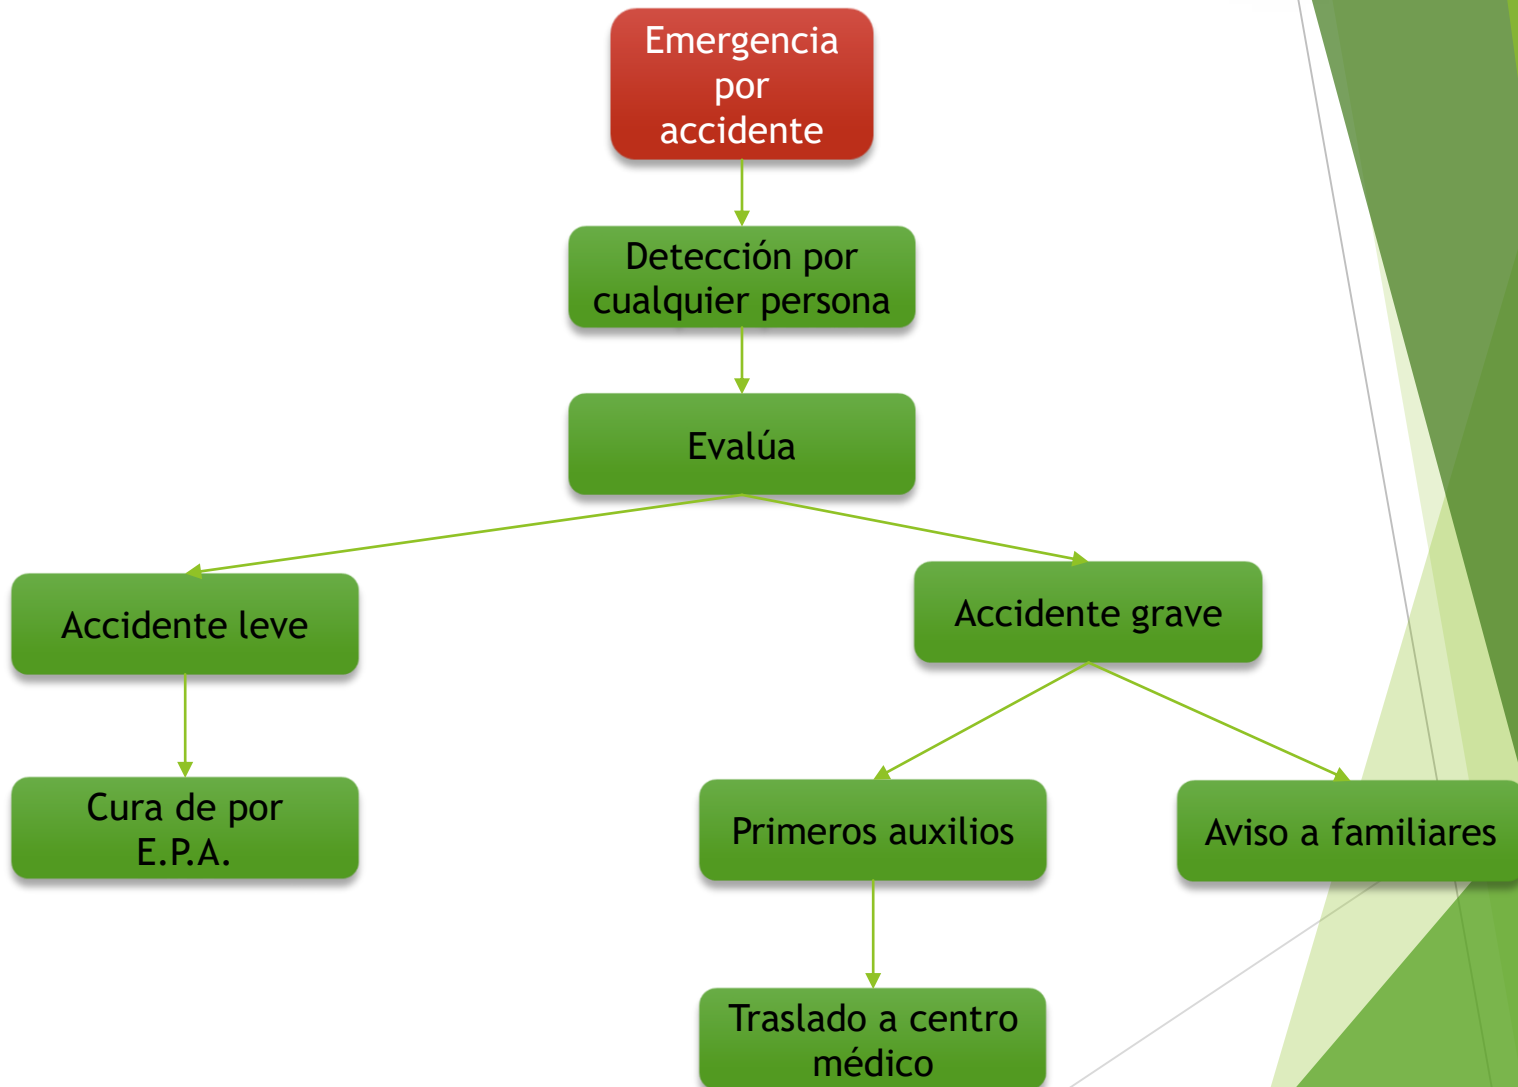 Emergencia
por
accidente
Detección por
cualquier persona
Evalúa
Accidente leve
Accidente grave
Cura de por
E.P.A.
Primeros auxilios
Aviso a familiares
Traslado a centro
médico